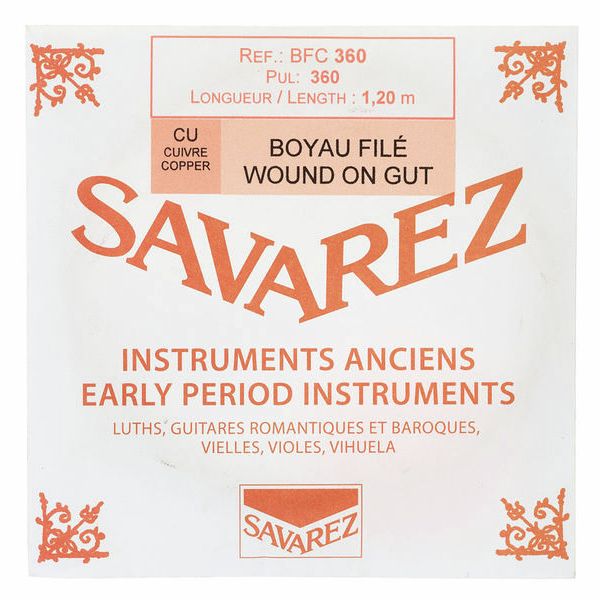 REF.: BFC 360
PUL: 360
LONGUEUR / LENGTH : 1,20 m
CU
CUIVRE
COPPER
BOYAU FILÉ
WOUND ON GUT
SAVAREZ
INSTRUMENTS ANCIENS
EARLY PERIOD INSTRUMENTS
LUTHS, GUITARES ROMANTIQUES ET BAROQUES,
VIELLES, VIOLES, VIHUELA
SAVAREZ